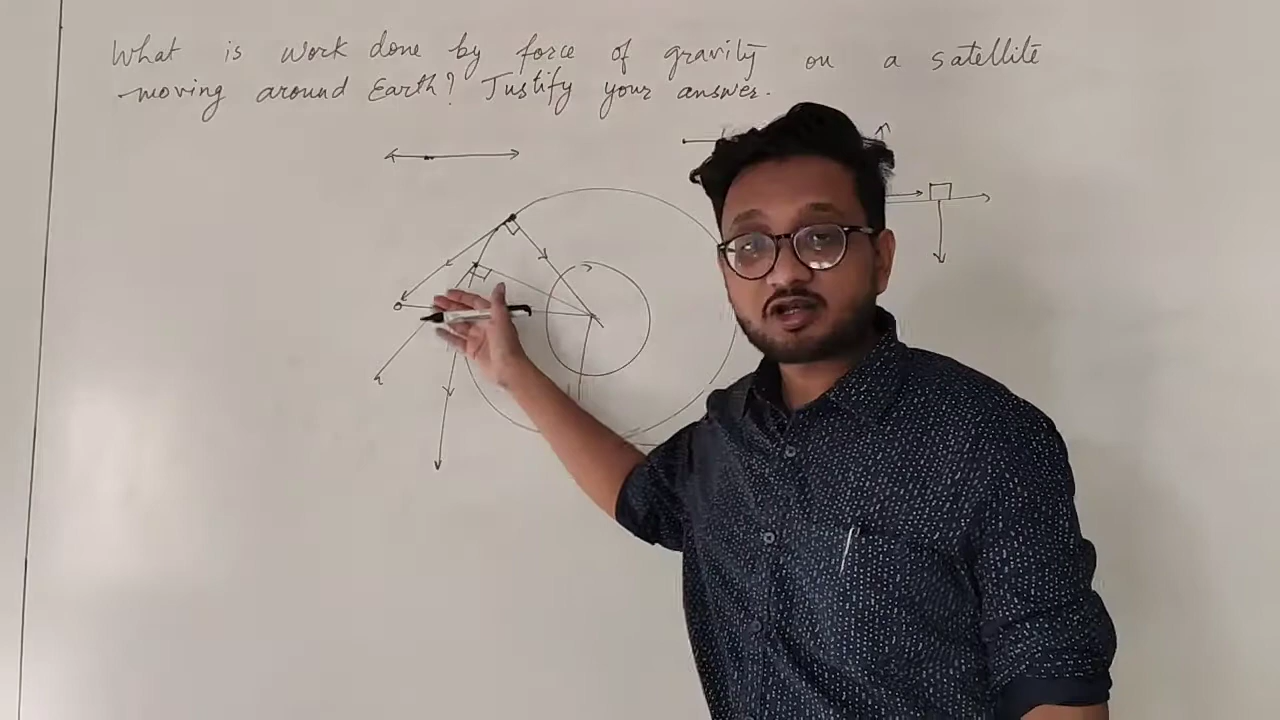 What is work done by force of gravity on a satellite
moving around Earth? Justify your answer.